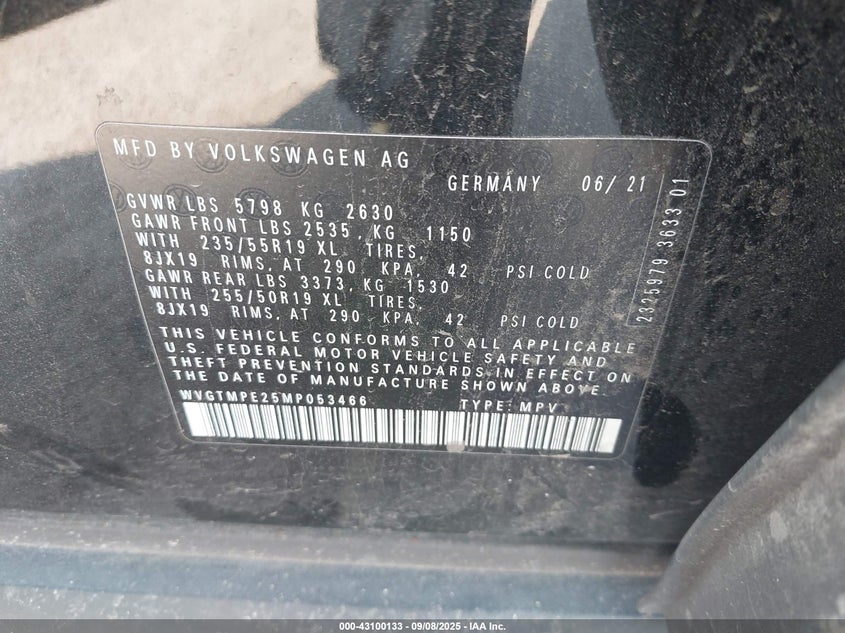 MFD BY VOLKSWAGEN AG
GERMANY 06/21
GVWR LBS 5798 KG 2630
GAWR FRONT LBS 2535, KG 1150
WITH 235/55R19 XL TIRES,
8JX19 RIMS, AT 290 KPA, 42 PSI COLD
GAWR REAR LBS 3373, KG 1530
WITH 255/50R19 XL TIRES,
8JX19 RIMS, AT 290 KPA, 42 PSI COLD
THIS VEHICLE CONFORMS TO ALL APPLICABLE
U.S. FEDERAL MOTOR VEHICLE SAFETY AND
THEFT PREVENTION STANDARDS IN EFFECT ON
THE DATE OF MANUFACTURE SHOWN ABOVE.
WVGTMPE25MP053466 TYPE: MPV
2325979 3633 01
000-43100133 - 09/08/2025 - IAA Inc.